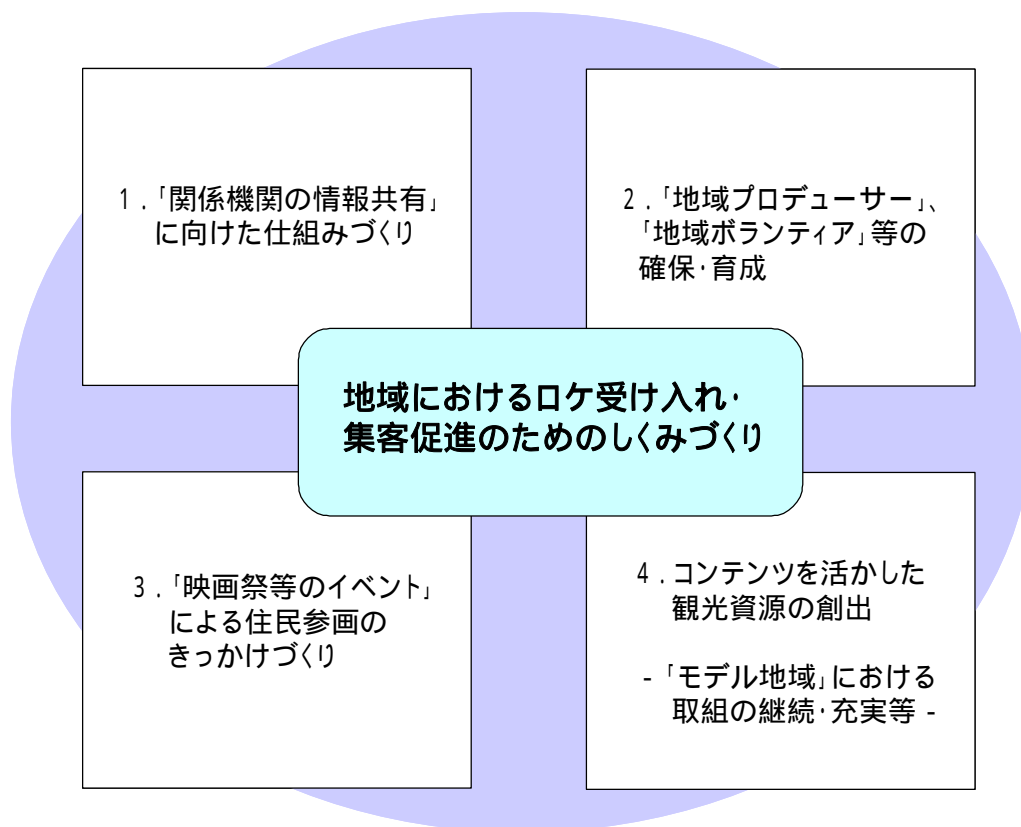 1.「関係機関の情報共有」
に向けた仕組みづくり
2.「地域プロデューサー」、
「地域ボランティア」等の
確保・育成
地域におけるロケ受け入れ・
集客促進のためのしくみづくり
3.「映画祭等のイベント」
による住民参画の
きっかけづくり
4.コンテンツを活かした
観光資源の創出
-「モデル地域」における
取組の継続・充実等 -